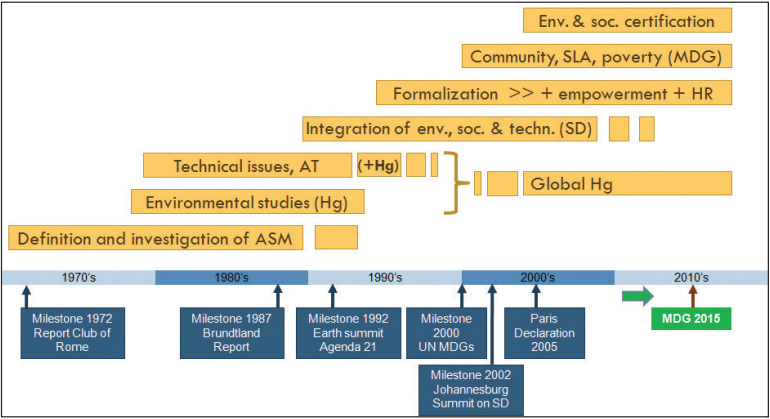 Env. & soc. certification
Community, SLA, poverty (MDG)
Formalization >> + empowerment + HR
Integration of env., soc. & techn. (SD)
Technical issues, AT
(+Hg)
Environmental studies (Hg)
Global Hg
Definition and investigation of ASM
1970's
1980's
1990's
2000's
2010's
Milestone 1972
Report Club of
Rome
Milestone 1987
Brundtland
Report
Milestone 1992
Earth summit
Agenda 21
Milestone
2000
UN MDGs
Milestone 2002
Johannesburg
Summit on SD
Paris
Declaration
2005
MDG 2015